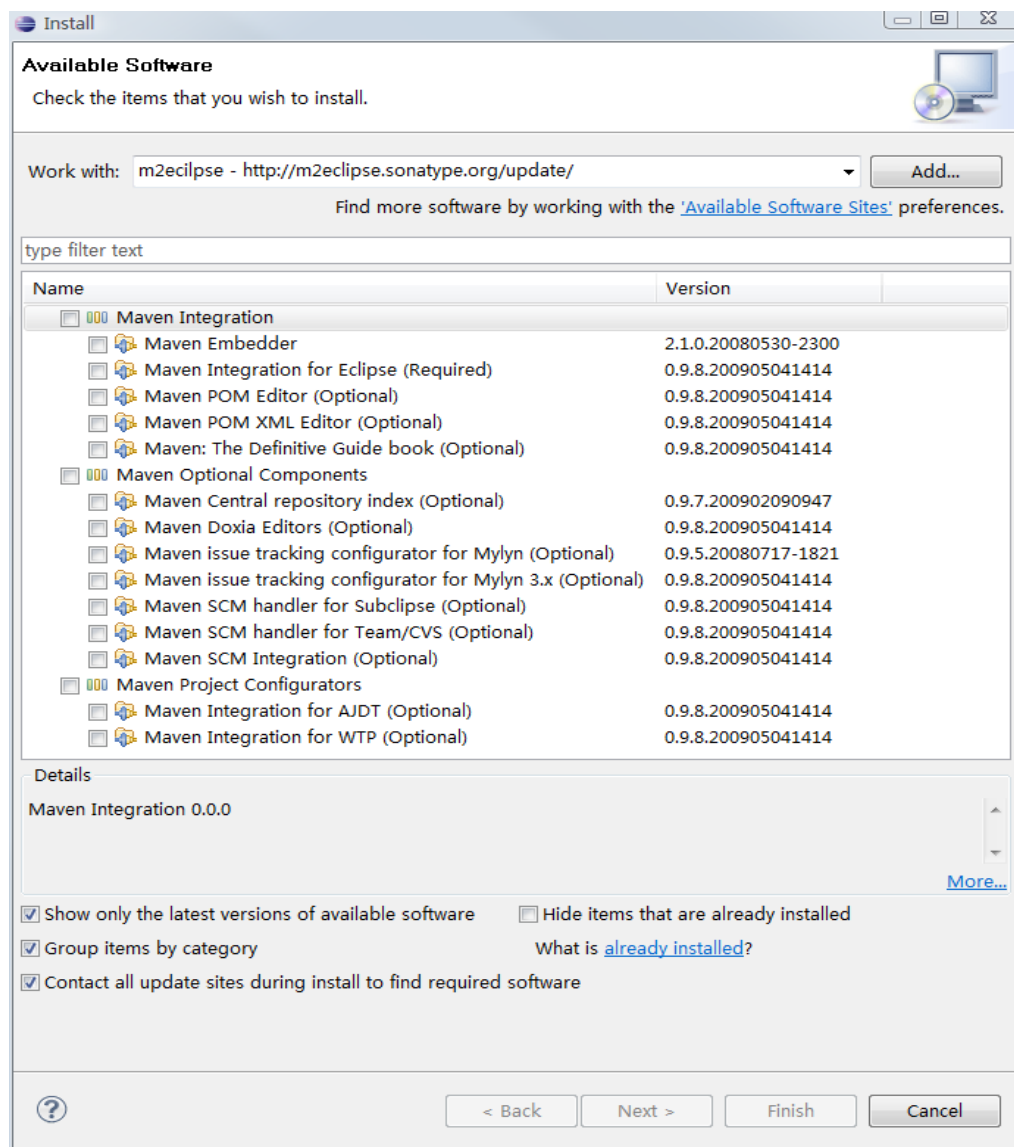 Install
Available Software
Check the items that you wish to install.
Work with: m2ecilpse - http://m2eclipse.sonatype.org/update/ Add...
Find more software by working with the 'Available Software Sites' preferences.
type filter text
Name Version
Maven Integration
Maven Embedder 2.1.0.20080530-2300
Maven Integration for Eclipse (Required) 0.9.8.200905041414
Maven POM Editor (Optional) 0.9.8.200905041414
Maven POM XML Editor (Optional) 0.9.8.200905041414
Maven: The Definitive Guide book (Optional) 0.9.8.200905041414
Maven Optional Components
Maven Central repository index (Optional) 0.9.7.200902090947
Maven Doxia Editors (Optional) 0.9.8.200905041414
Maven issue tracking configurator for Mylyn (Optional) 0.9.5.20080717-1821
Maven issue tracking configurator for Mylyn 3.x (Optional) 0.9.8.200905041414
Maven SCM handler for Subclipse (Optional) 0.9.8.200905041414
Maven SCM handler for Team/CVS (Optional) 0.9.8.200905041414
Maven SCM Integration (Optional) 0.9.8.200905041414
Maven Project Configurators
Maven Integration for AJDT (Optional) 0.9.8.200905041414
Maven Integration for WTP (Optional) 0.9.8.200905041414
Details
Maven Integration 0.0.0
More...
Show only the latest versions of available software Hide items that are already installed
Group items by category What is already installed?
Contact all update sites during install to find required software
? < Back Next > Finish Cancel